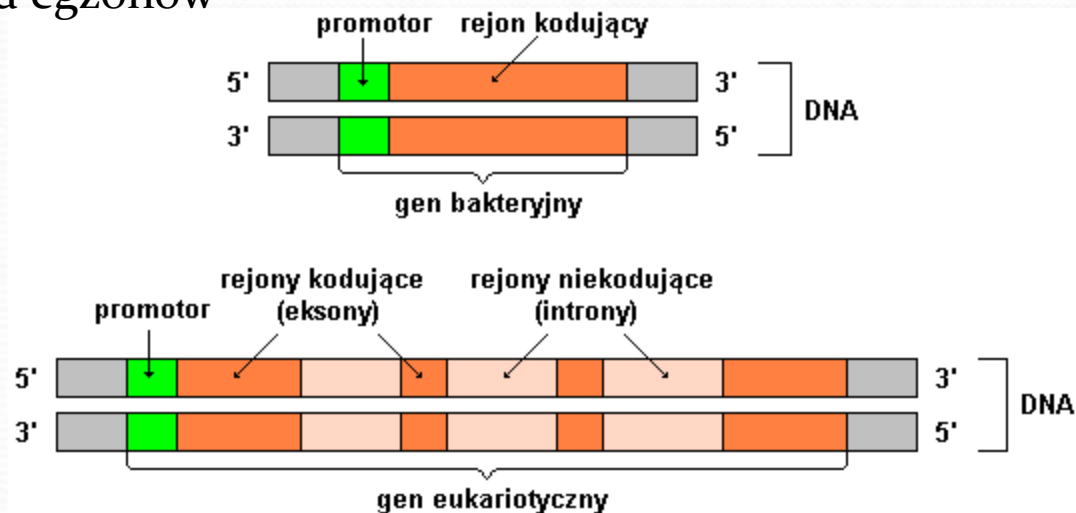 egzonów
promotor rejon kodujący
5' 3'
DNA
3' 5'
gen bakteryjny
rejony kodujące rejony niekodujące
promotor (eksony) (introny)
5' 3'
DNA
3' 5'
gen eukariotyczny